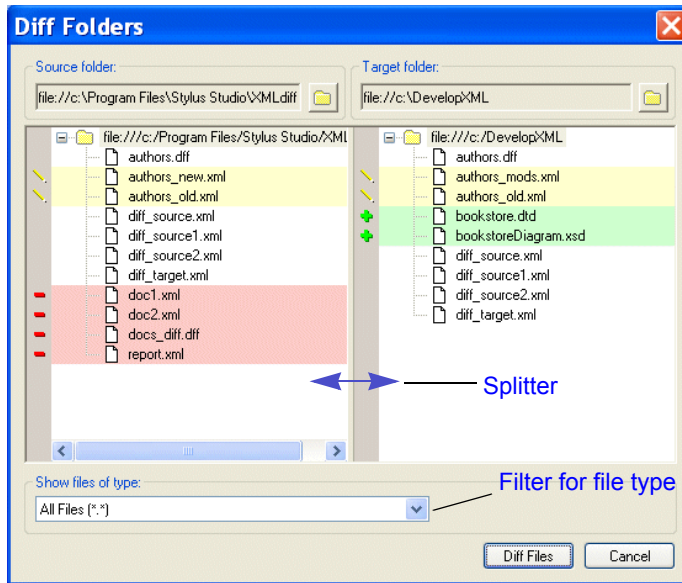 Diff Folders
Source folder:
file://c:\Program Files\Stylus Studio\XMLdiff
Target folder:
file://c:\DevelopXML
file:///c:/Program Files/Stylus Studio/XML
authors.dff
authors_new.xml
authors_old.xml
diff_source.xml
diff_source1.xml
diff_source2.xml
diff_target.xml
doc1.xml
doc2.xml
docs_diff.dff
report.xml
file:///c:/DevelopXML
authors.dff
authors_mods.xml
authors_old.xml
bookstore.dtd
bookstoreDiagram.xsd
diff_source.xml
diff_source1.xml
diff_source2.xml
diff_target.xml
Splitter
Show files of type:
All Files (*.*)
Filter for file type
Diff Files
Cancel